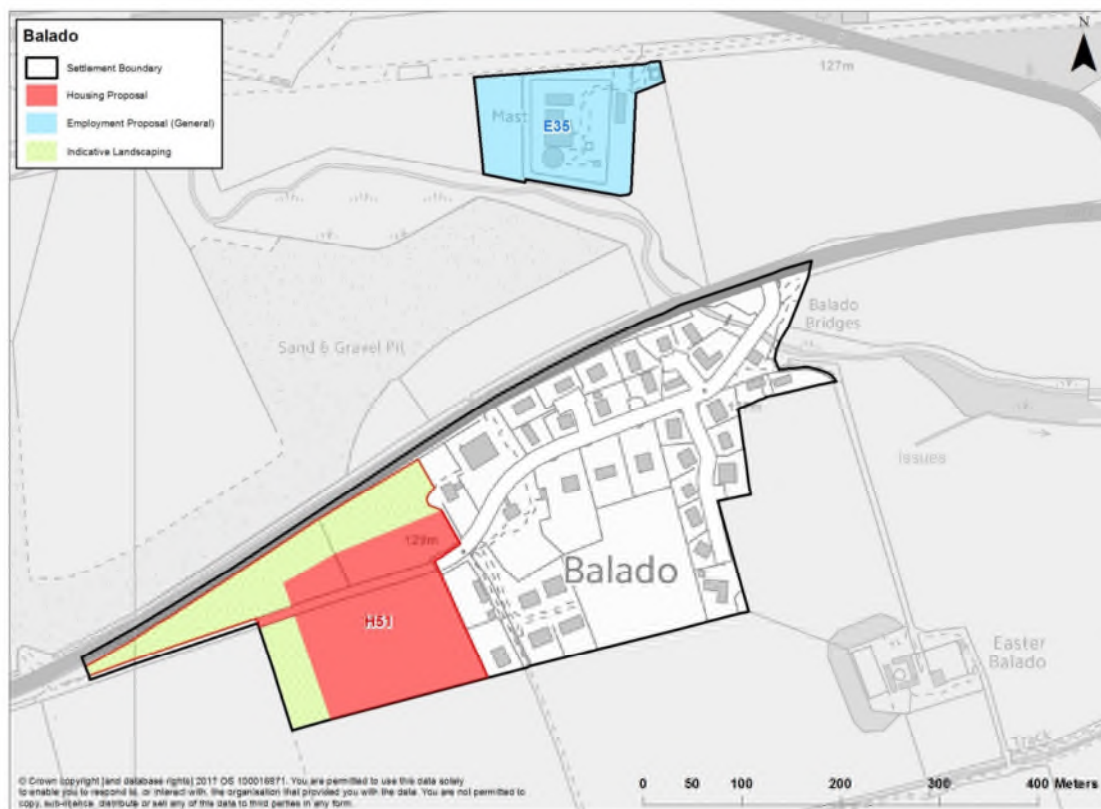 Balado
Settlement Boundary
Housing Proposal
Employment Proposal (General)
Indicative Landscaping
N
127m
Mast
E35
Balado
Bridges
Sand & Gravel Pit
Issues
129m
Balado
H51
Easter
Balado
Track
© Crown copyright [and database rights] 2017 OS 100016971. You are permitted to use this data solely
to enable you to respond to, or interact with, the organisation that provided you with the data. You are not permitted to
copy, sub-licence, distribute or sell any of this data to third parties in any form.
0 50 100 200 300 400 Meters